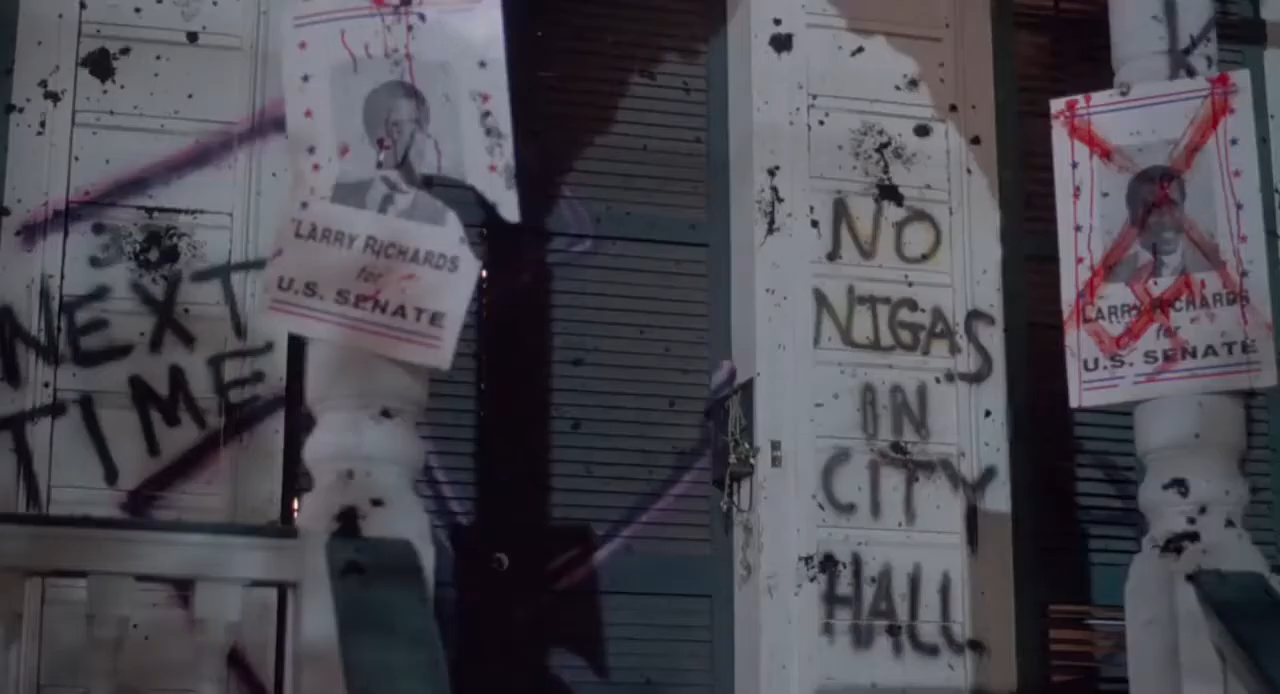 NEXT
TIME
LARRY RICHARDS
for
U.S. SENATE
NO
NIGAS
IN
CITY
HALL
K
LARRY RICHARDS
for
U.S. SENATE